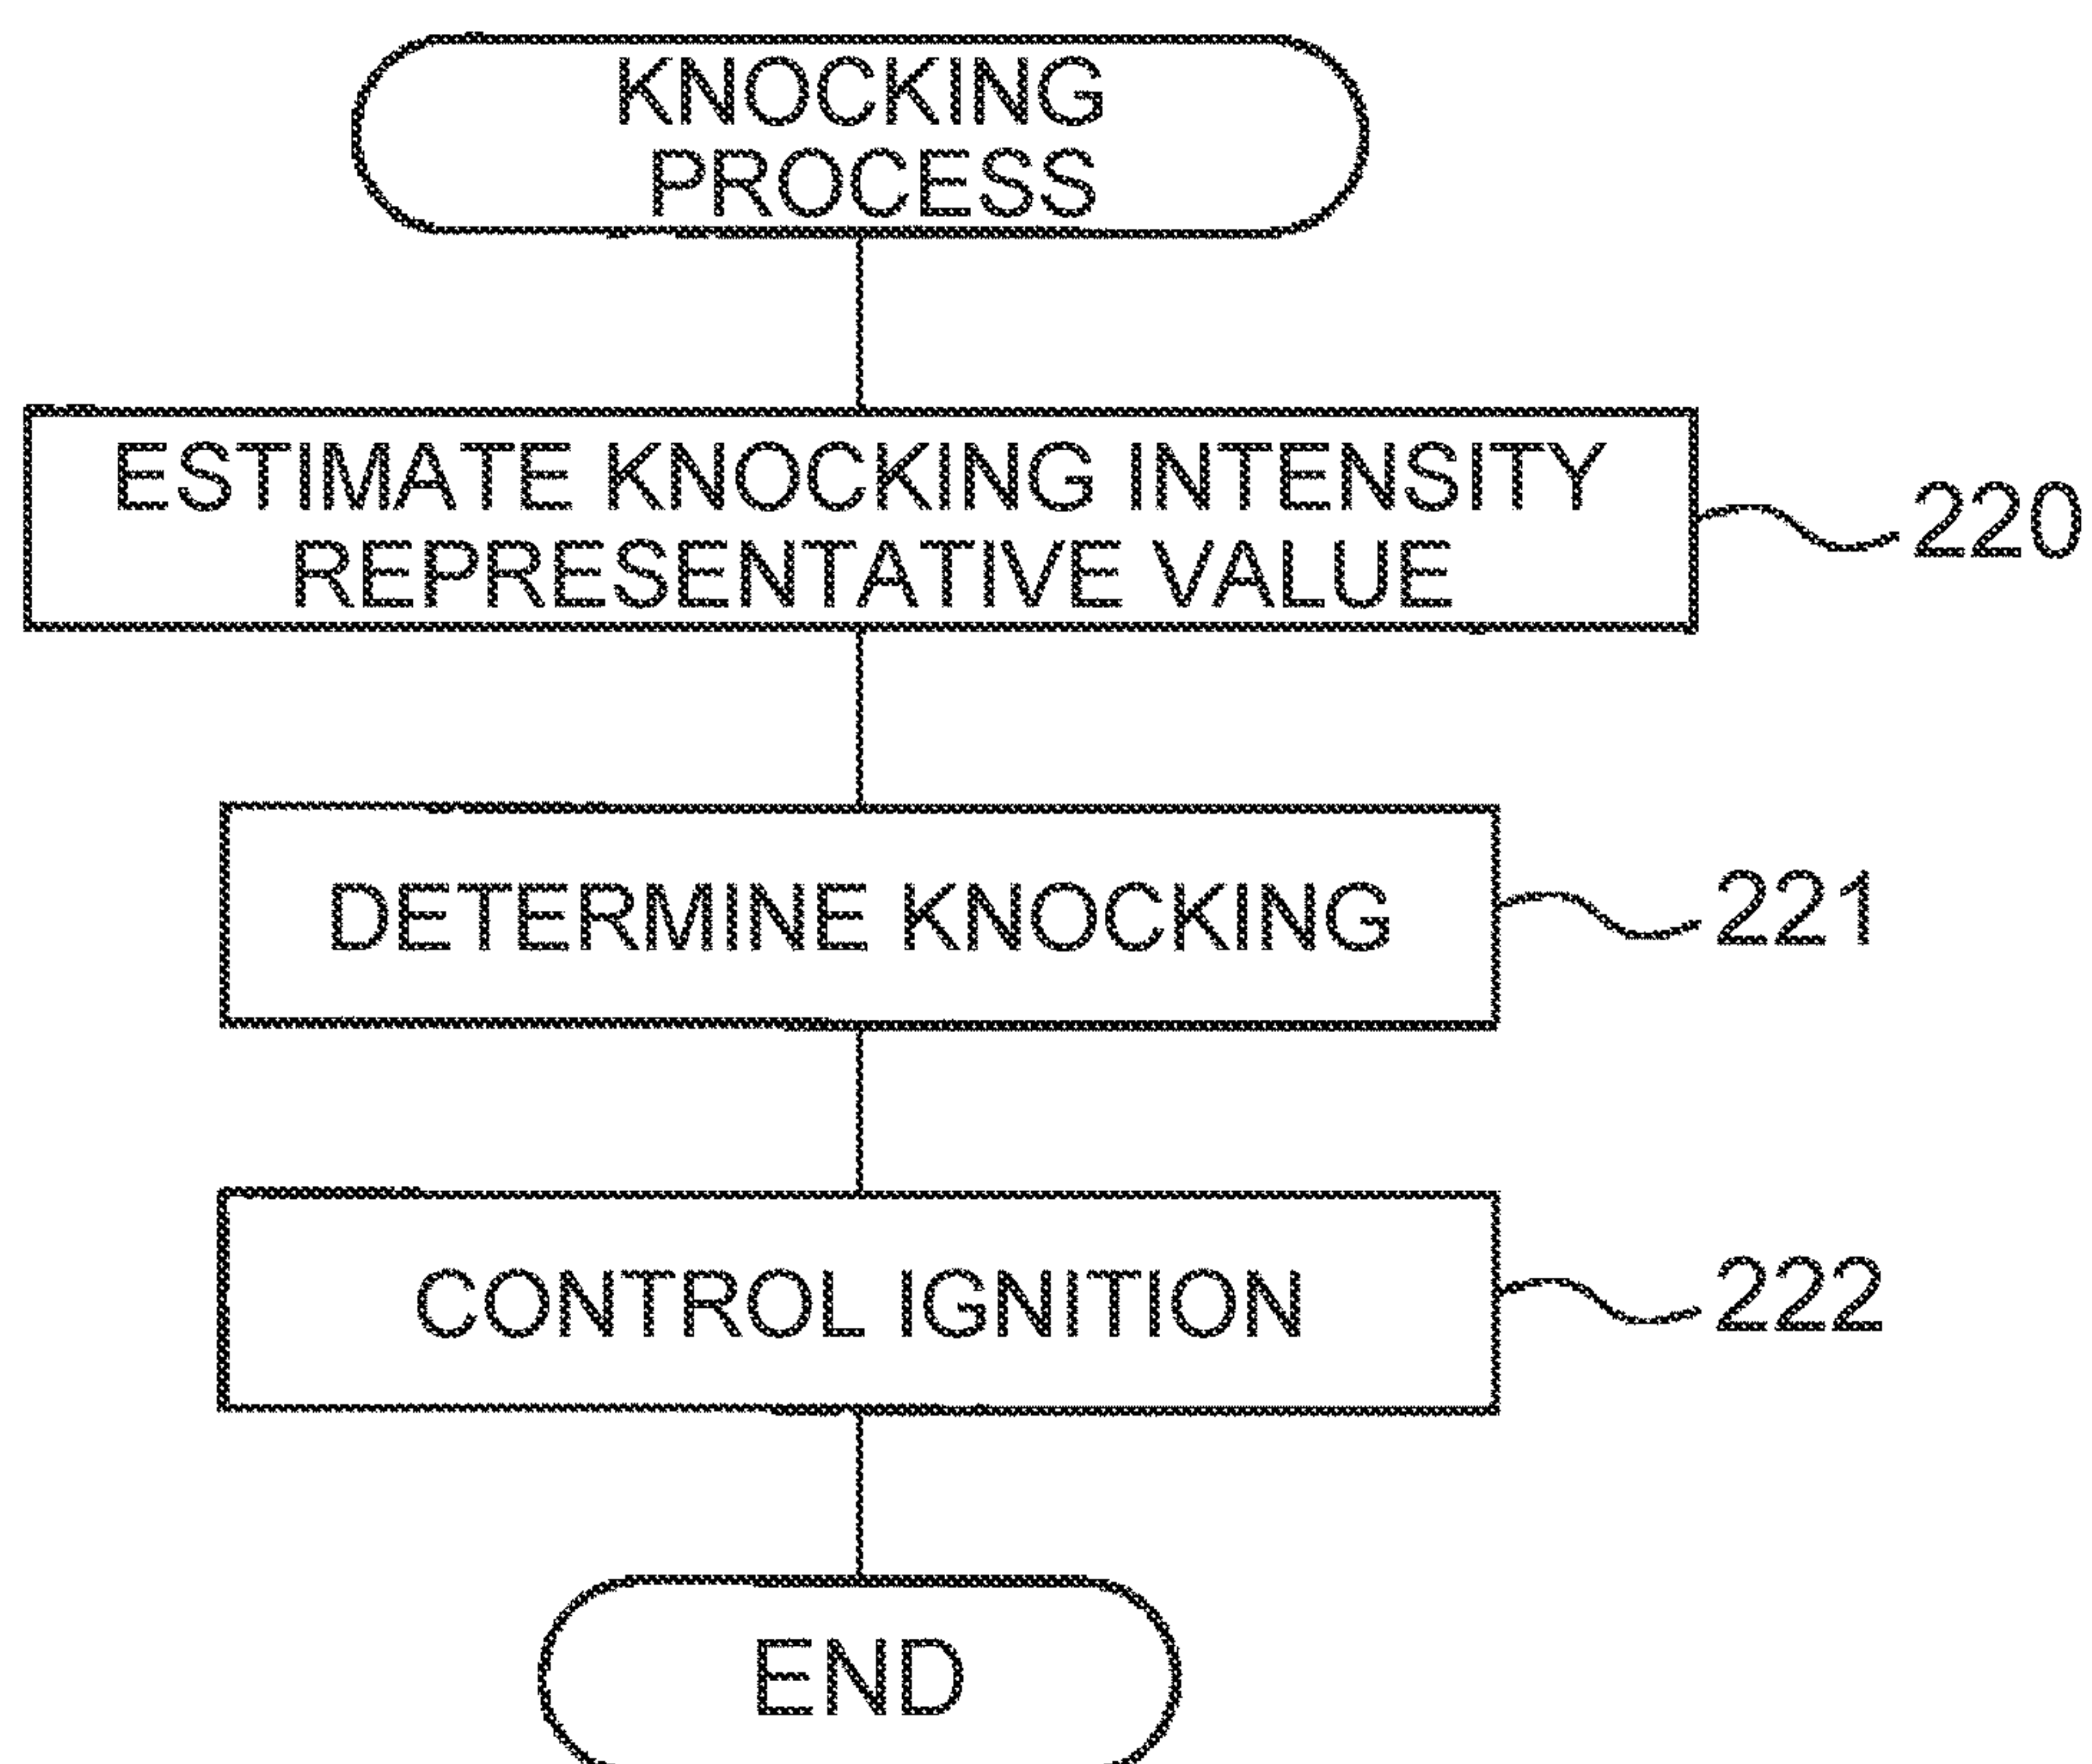 KNOCKING
PROCESS
ESTIMATE KNOCKING INTENSITY
REPRESENTATIVE VALUE
220
DETERMINE KNOCKING
221
CONTROL IGNITION
222
END